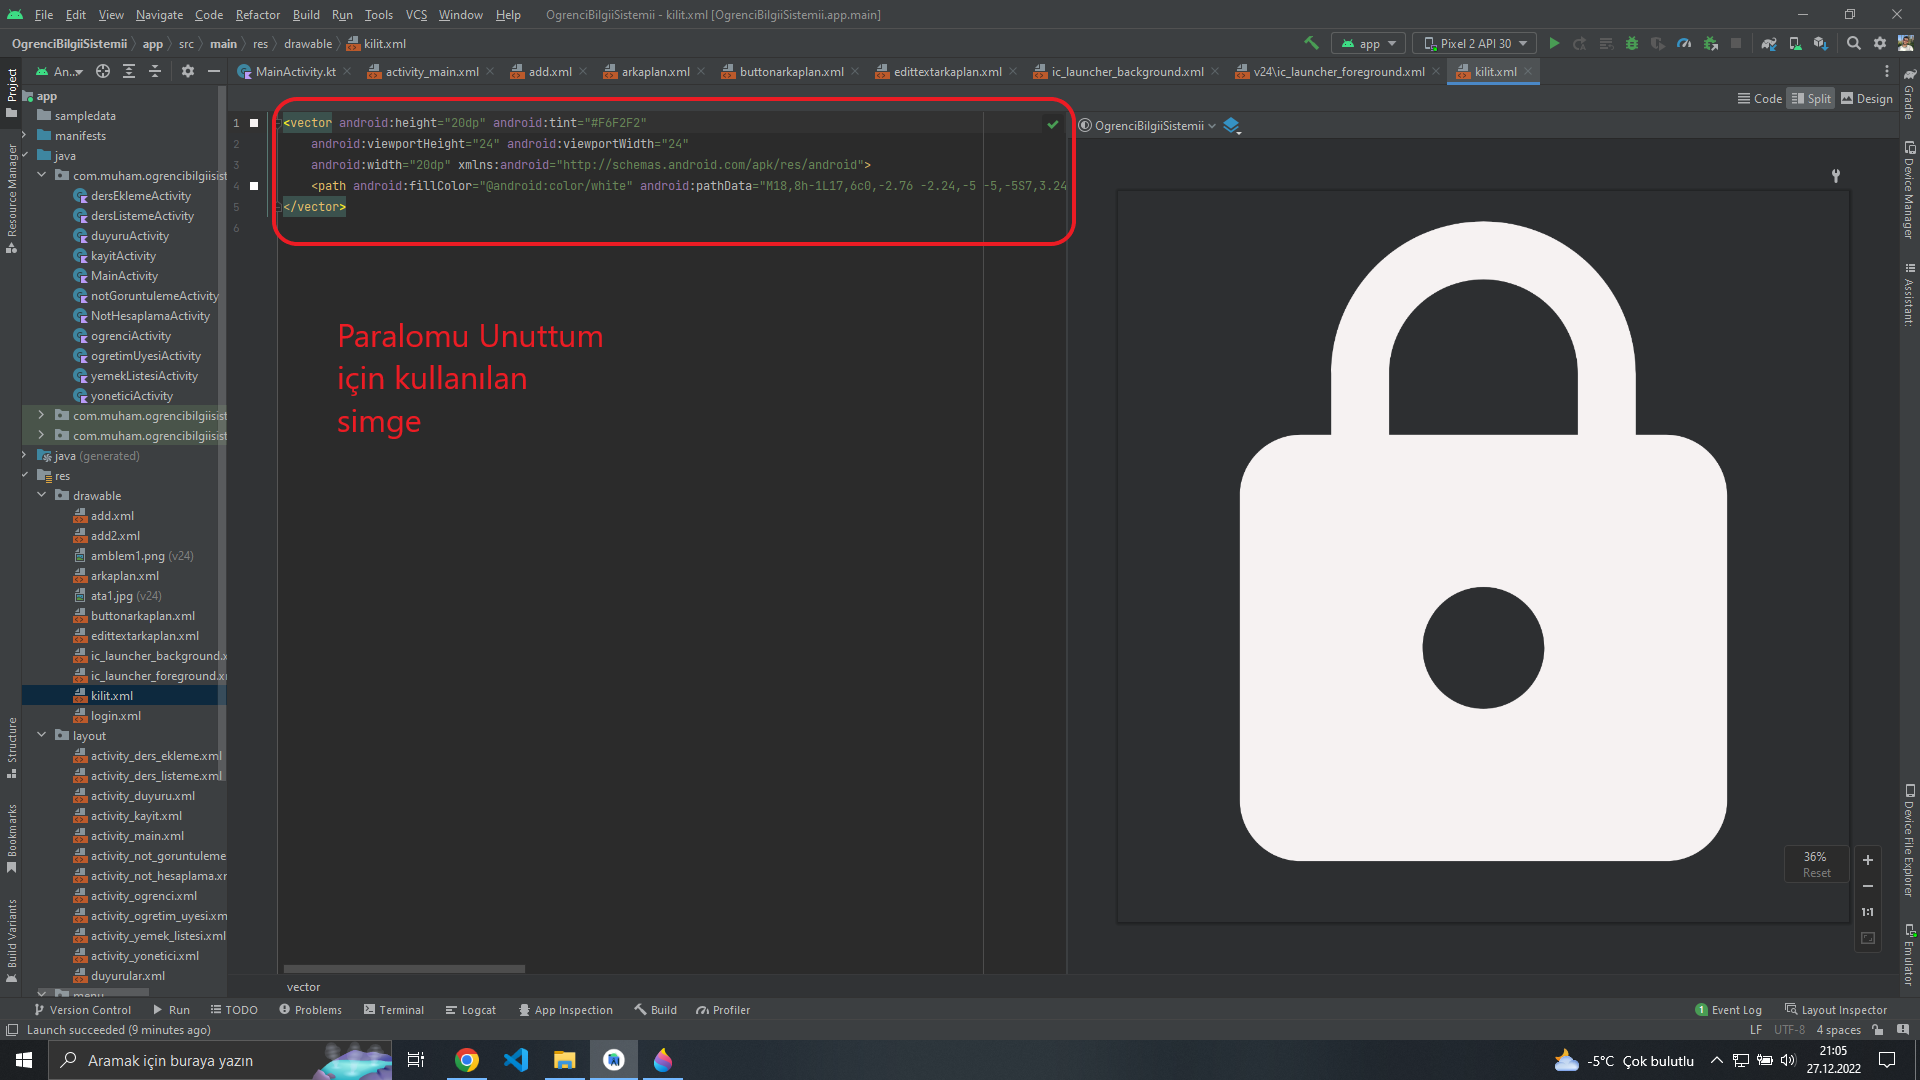 File Edit View Navigate Code Refactor Build Run Tools VCS Window Help OgrenciBilgiiSistemii - kilit.xml [OgrenciBilgiiSistemii.app.main]
OgrenciBilgiiSistemii app src main res drawable kilit.xml
app Pixel 2 API 30
An...
MainActivity.kt activity_main.xml add.xml arkaplan.xml buttonarkaplan.xml edittextarkaplan.xml ic_launcher_background.xml v24\ic_launcher_foreground.xml kilit.xml
Code Split Design
Project
Resource Manager
Structure
Bookmarks
Build Variants
app
sampledata
manifests
java
com.muham.ogrencibilgiisist
dersEklemeActivity
dersListemeActivity
duyuruActivity
kayitActivity
MainActivity
notGoruntulemeActivity
NotHesaplamaActivity
ogrenciActivity
ogretimUyesiActivity
yemekListesiActivity
yoneticiActivity
com.muham.ogrencibilgiisist
com.muham.ogrencibilgiisist
java (generated)
res
drawable
add.xml
add2.xml
amblem1.png (v24)
arkaplan.xml
ata1.jpg (v24)
buttonarkaplan.xml
edittextarkaplan.xml
ic_launcher_background.x
ic_launcher_foreground.xr
kilit.xml
login.xml
layout
activity_ders_ekleme.xml
activity_ders_listeme.xml
activity_duyuru.xml
activity_kayit.xml
activity_main.xml
activity_not_goruntuleme
activity_not_hesaplama.xr
activity_ogrenci.xml
activity_ogretim_uyesi.xm
activity_yemek_listesi.xml
activity_yonetici.xml
duyurular.xml
menu
1 <vector android:height="20dp" android:tint="#F6F2F2"
2 android:viewportHeight="24" android:viewportWidth="24"
3 android:width="20dp" xmlns:android="http://schemas.android.com/apk/res/android">
4 <path android:fillColor="@android:color/white" android:pathData="M18,8h-1L17,6c0,-2.76 -2.24,-5 -5,-5S7,3.24
5 </vector>
6
Paralomu Unuttum
için kullanılan
simge
vector
OgrenciBilgiiSistemii
36%
Reset
1:1
Gradle
Device Manager
Assistant:
Device File Explorer
Emulator
Version Control Run TODO Problems Terminal Logcat App Inspection Build Profiler 1 Event Log Layout Inspector
Launch succeeded (9 minutes ago) LF UTF-8 4 spaces
Aramak için buraya yazın
-5°C Çok bulutlu
21:05
27.12.2022